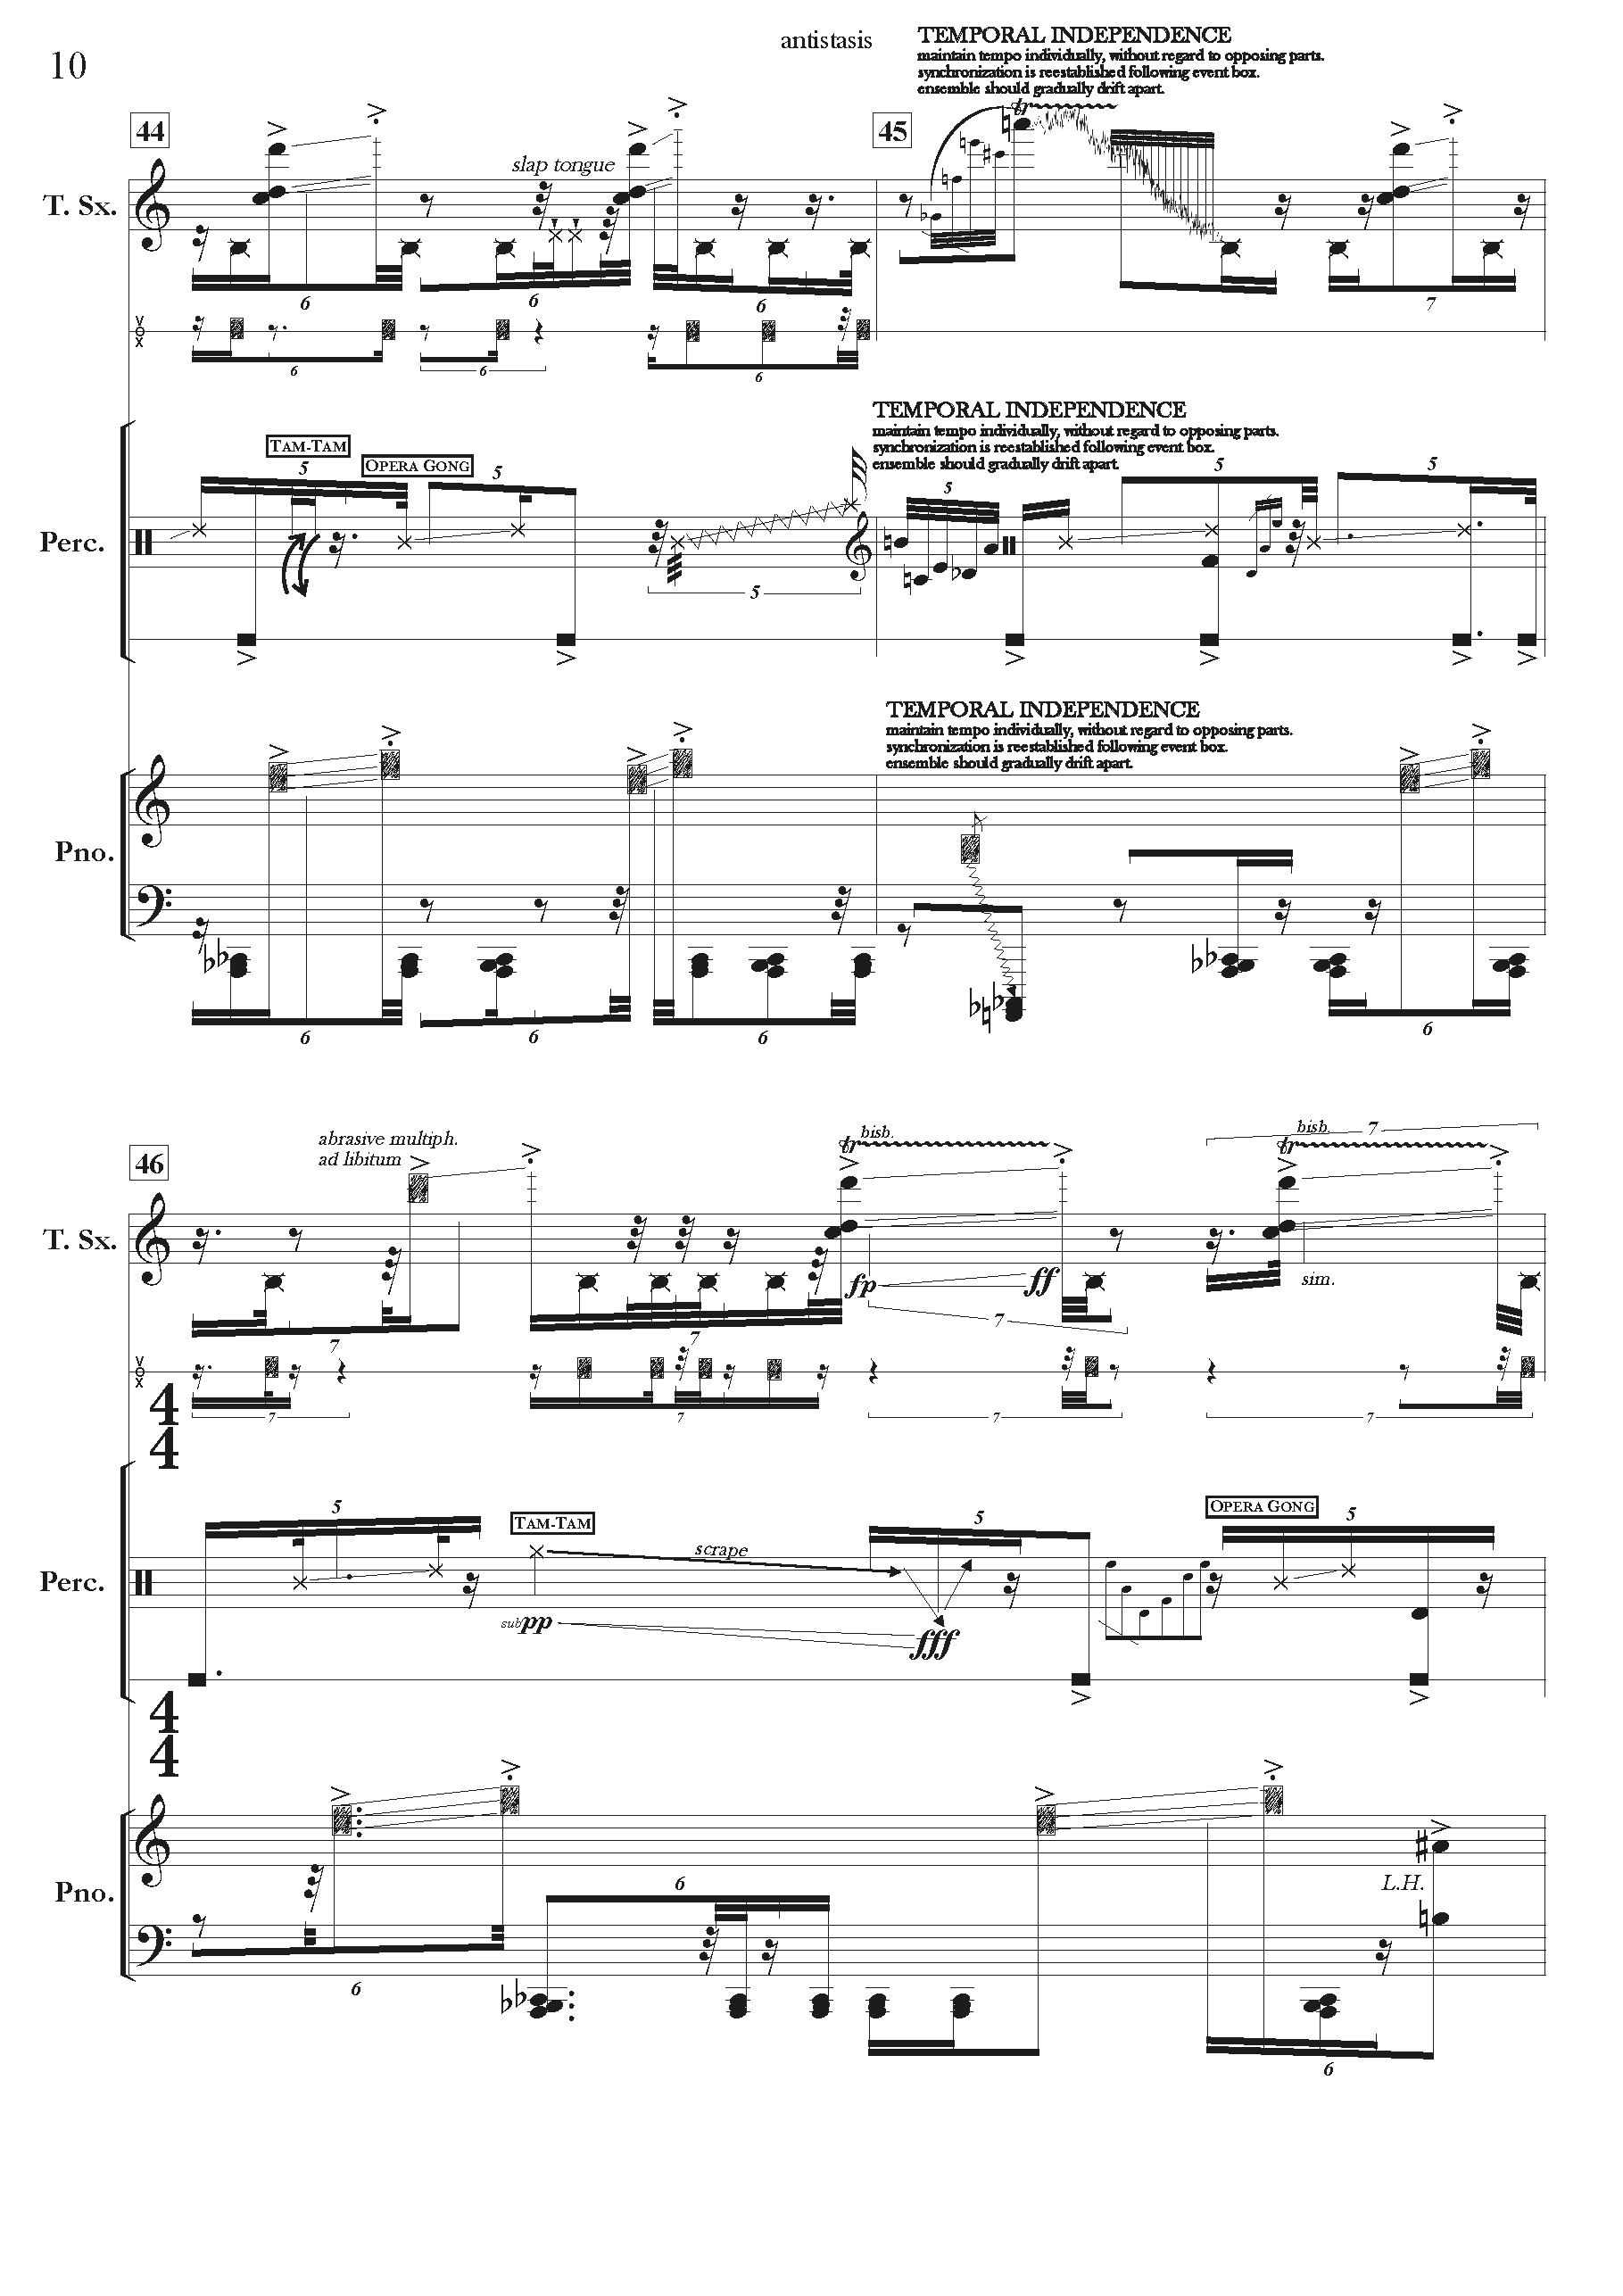 10
antistasis
TEMPORAL INDEPENDENCE
maintain tempo individually, without regard to opposing parts.
synchronization is reestablished following event box.
ensemble should gradually drift apart.
44
45
slap tongue
T. Sx.
6
6
6
7
VOX
6
6
6
TEMPORAL INDEPENDENCE
maintain tempo individually, without regard to opposing parts.
synchronization is reestablished following event box.
ensemble should gradually drift apart.
TAM-TAM
OPERA GONG
5
5
5
5
5
Perc.
5
TEMPORAL INDEPENDENCE
maintain tempo individually, without regard to opposing parts.
synchronization is reestablished following event box.
ensemble should gradually drift apart.
Pno.
6
6
6
6
46
abrasive multiph.
ad libitum
bisb.
bisb.
7
tr
tr
T. Sx.
fp
ff
sim.
7
7
7
VOX
7
7
7
7
4
4
OPERA GONG
5
TAM-TAM
5
5
scrape
Perc.
sub pp
fff
4
4
Pno.
6
L.H.
6
6